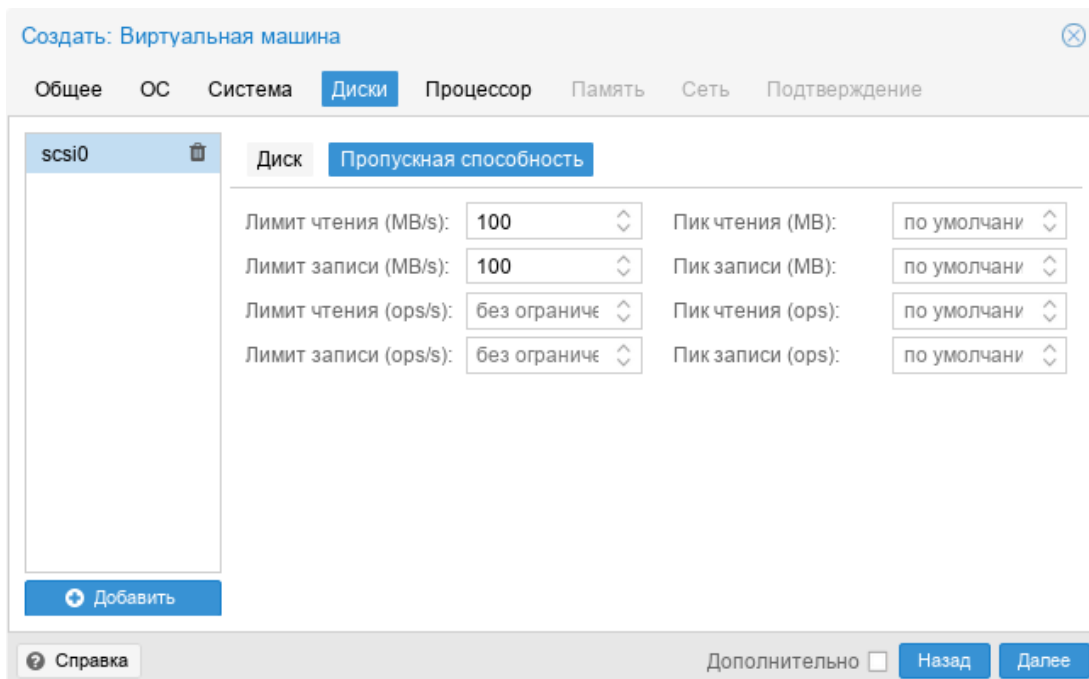 Создать: Виртуальная машина
Общее ОС Система Диски Процессор Память Сеть Подтверждение
scsi0
Диск Пропускная способность
Лимит чтения (MB/s): 100 Пик чтения (MB): по умолчани
Лимит записи (MB/s): 100 Пик записи (MB): по умолчани
Лимит чтения (ops/s): без ограниче Пик чтения (ops): по умолчани
Лимит записи (ops/s): без ограниче Пик записи (ops): по умолчани
Добавить
Справка Дополнительно Назад Далее